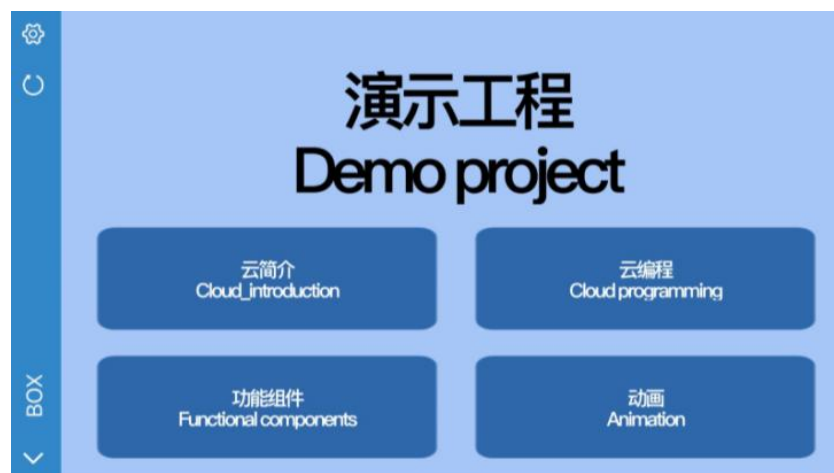 演示工程
Demo project
云简介
Cloud_introduction
云编程
Cloud programming
功能组件
Functional components
动画
Animation
BOX